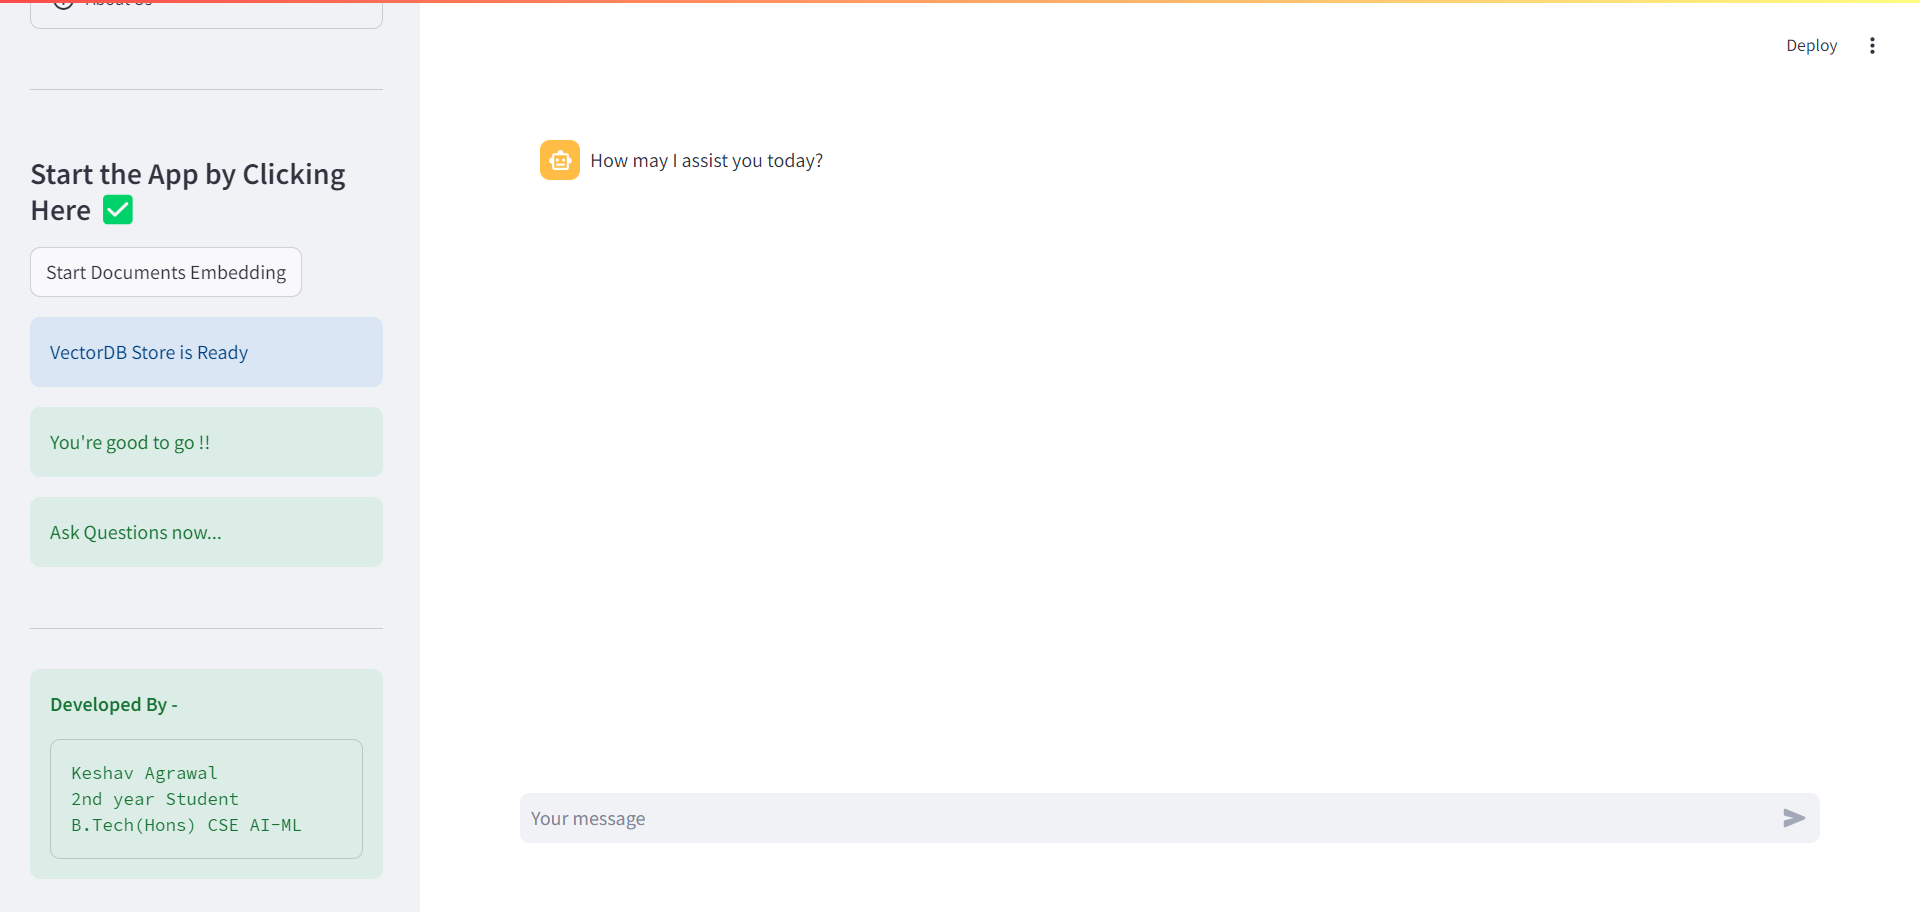 About Us
Start the App by Clicking
Here ✅
Start Documents Embedding
VectorDB Store is Ready
You're good to go !!
Ask Questions now...
Developed By -
Keshav Agrawal
2nd year Student
B.Tech(Hons) CSE AI-ML
Deploy
How may I assist you today?
Your message